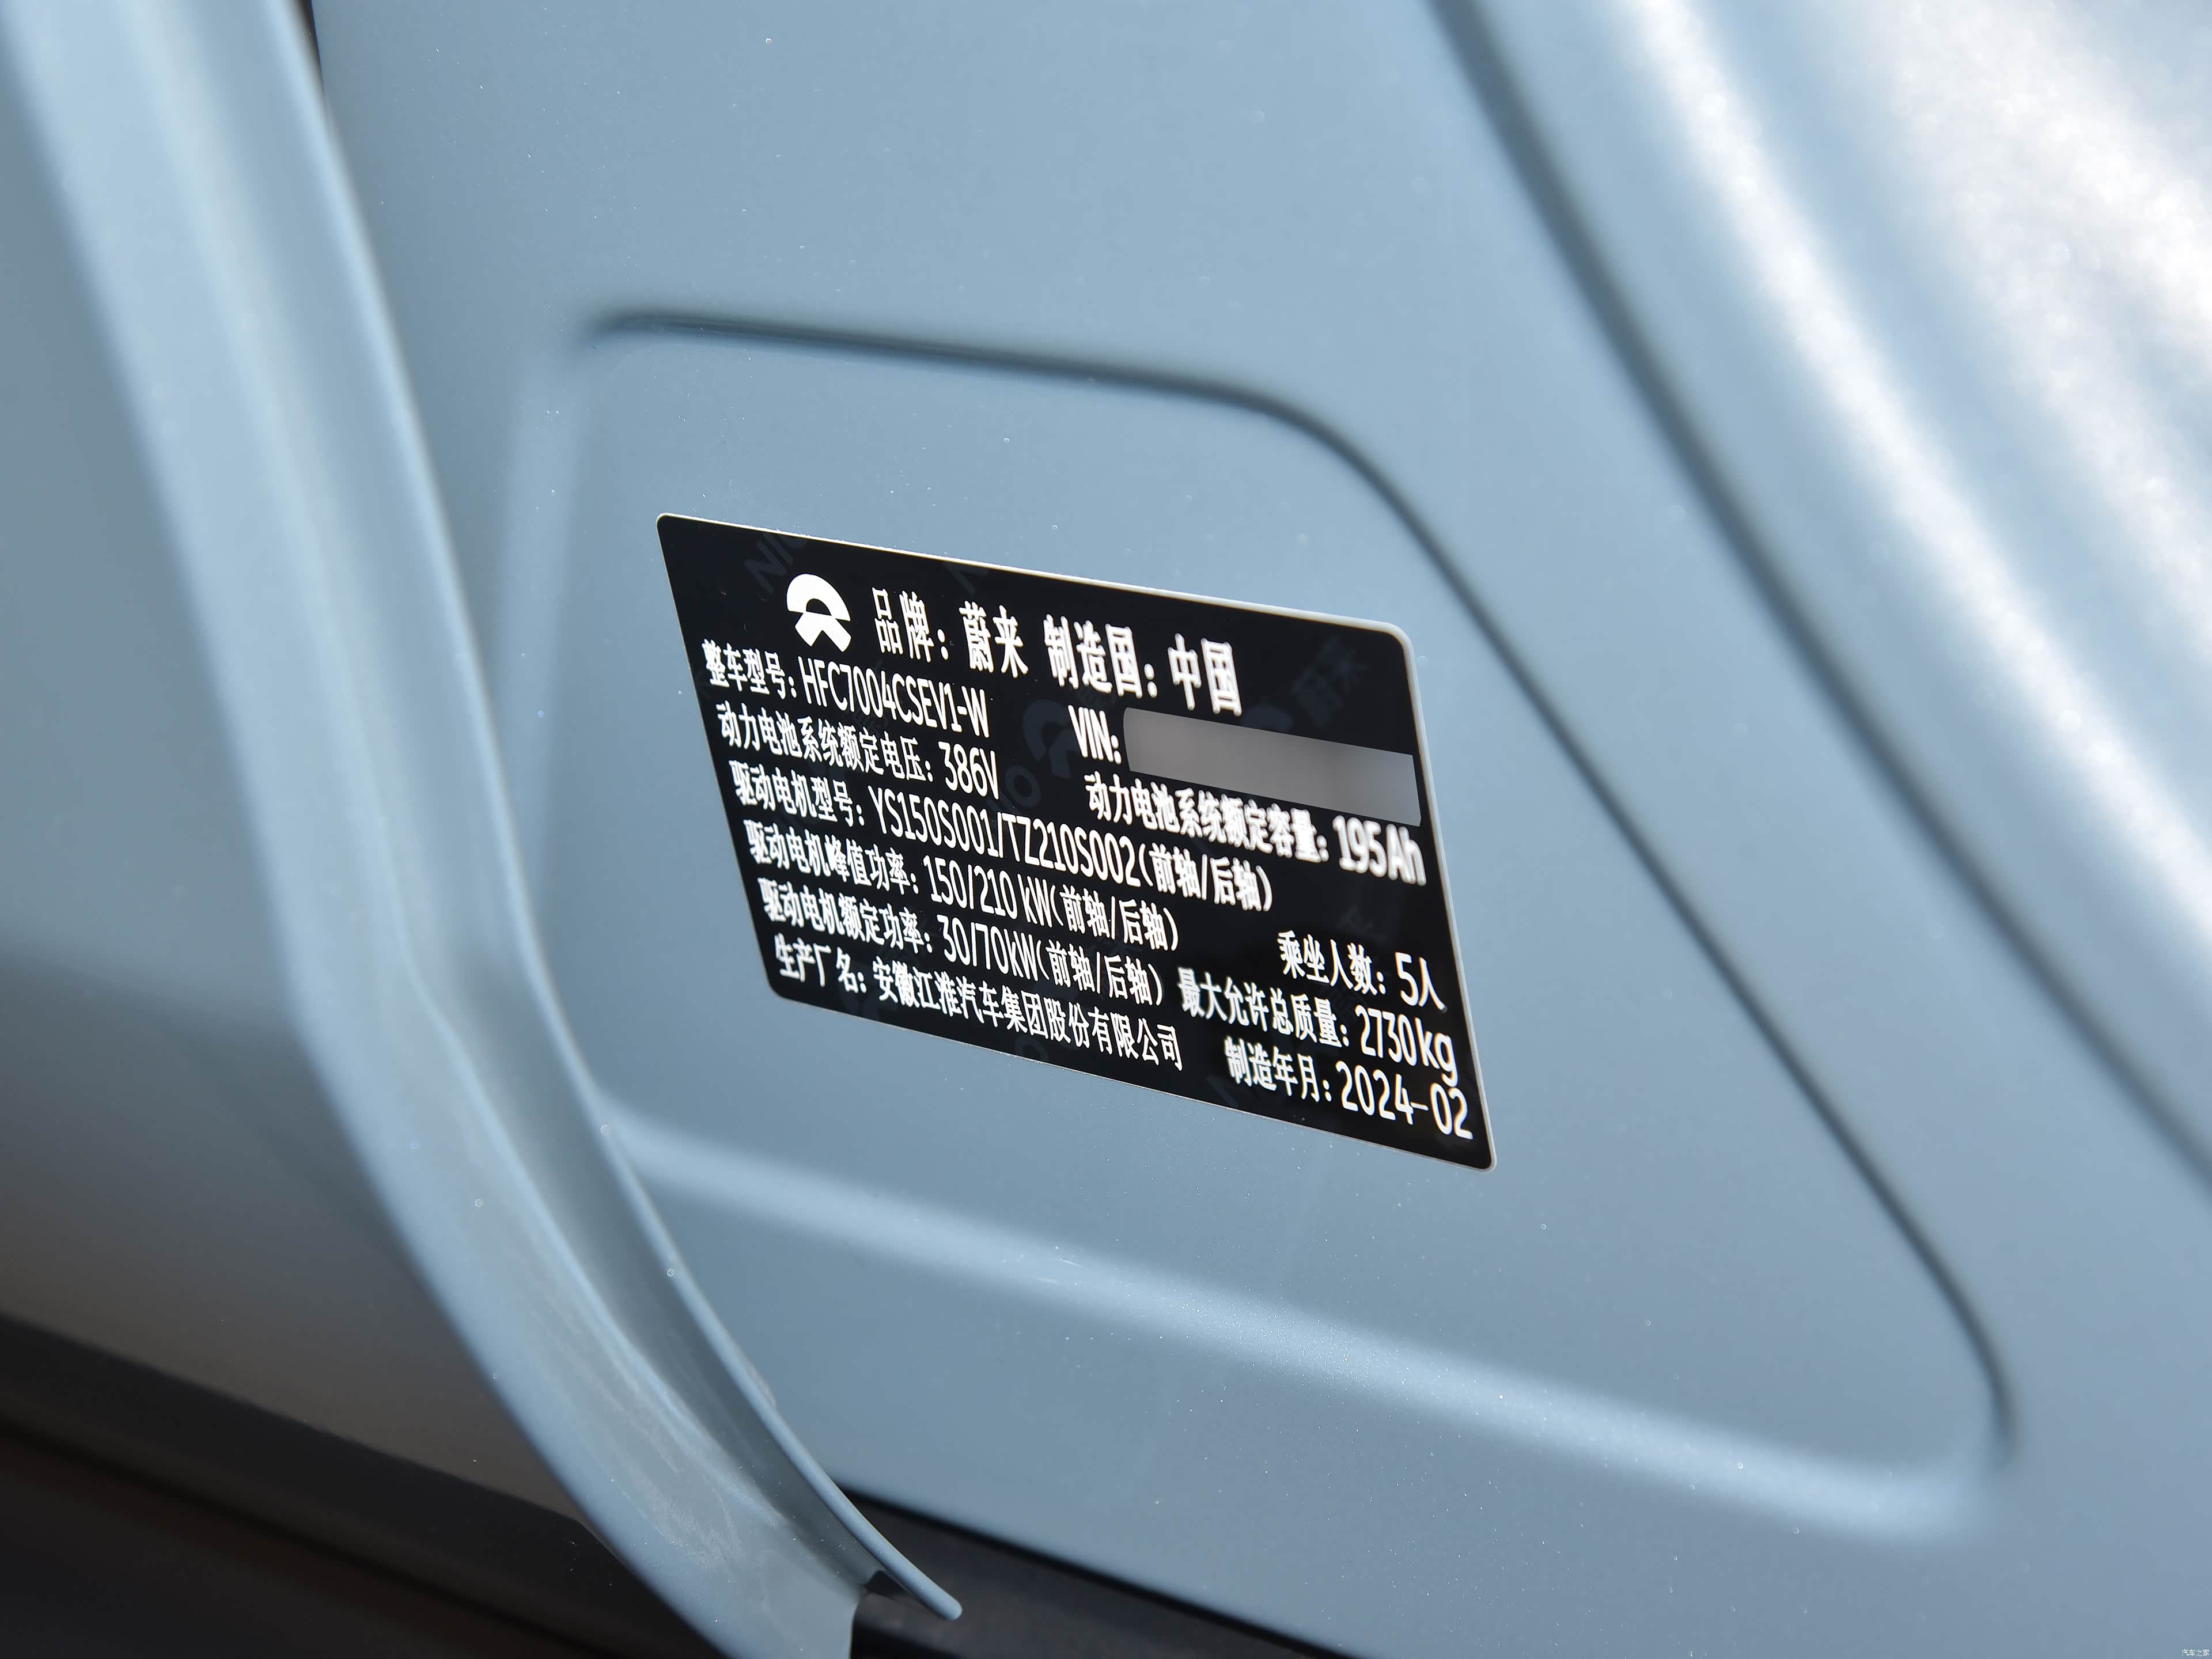 品牌：蔚来 制造国：中国
整车型号：HFC7004CSEV1-W VIN:
动力电池系统额定电压：386V 动力电池系统额定容量：195Ah
驱动电机型号：YS150S001/TZ210S002(前轴/后轴)
驱动电机峰值功率：150/210 kW(前轴/后轴) 乘坐人数：5人
驱动电机额定功率：30/70kW(前轴/后轴) 最大允许总质量：2730kg
生产厂名：安徽江淮汽车集团股份有限公司 制造年月：2024-02
汽车之家